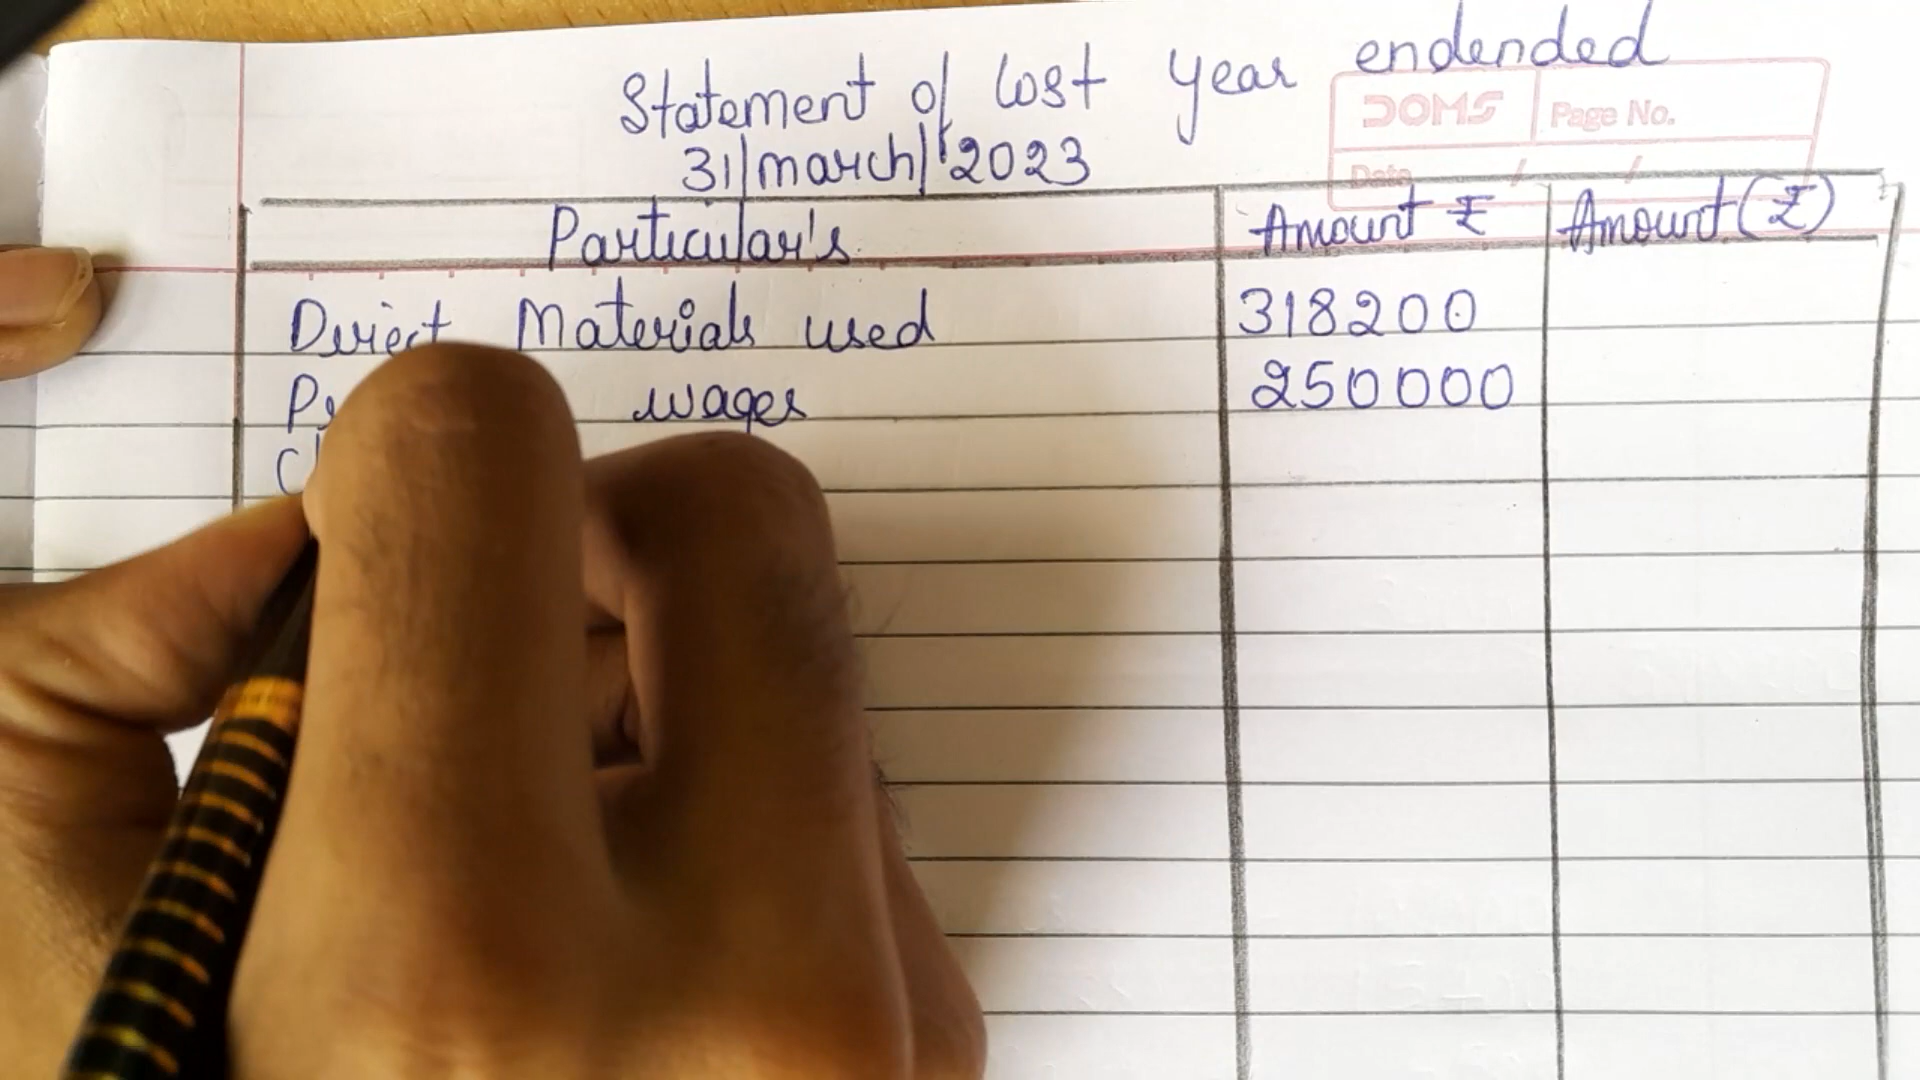 Statement of Cost Year endended
31/march/2023
DOMS Page No.
Date / /
Particular's Amount ₹ Amount (₹)
Direct Materials used 318200
wages 250000